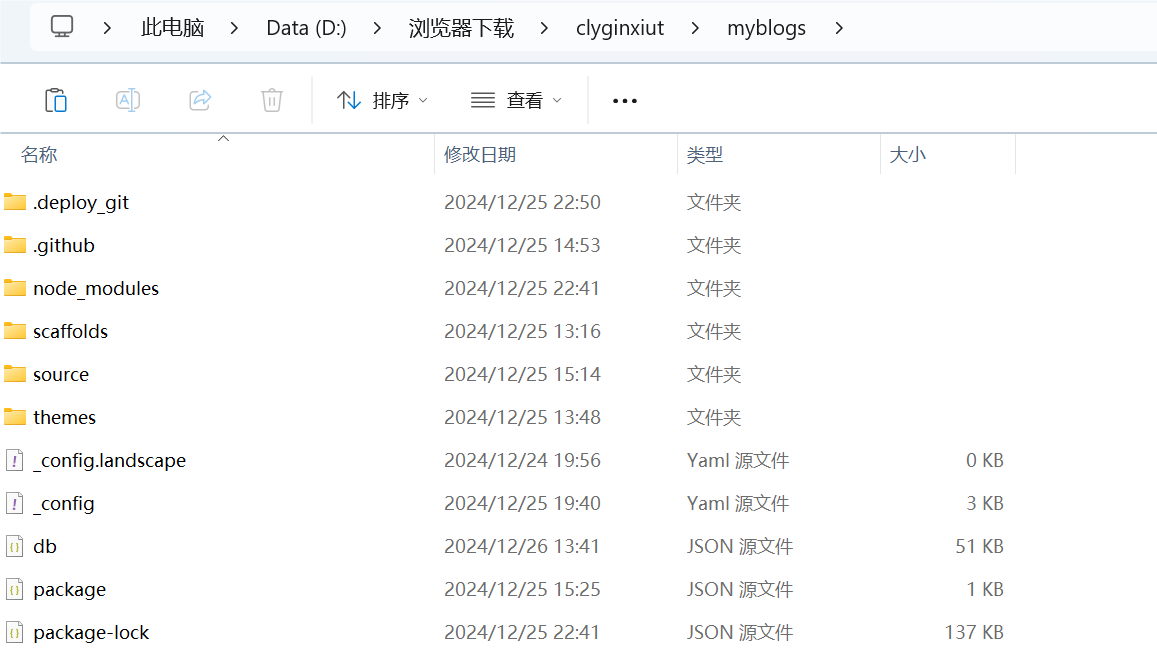 此电脑 Data (D:) 浏览器下载 clyginxiut myblogs
排序 查看
名称 修改日期 类型 大小
.deploy_git 2024/12/25 22:50 文件夹
.github 2024/12/25 14:53 文件夹
node_modules 2024/12/25 22:41 文件夹
scaffolds 2024/12/25 13:16 文件夹
source 2024/12/25 15:14 文件夹
themes 2024/12/25 13:48 文件夹
_config.landscape 2024/12/24 19:56 Yaml 源文件 0 KB
_config 2024/12/25 19:40 Yaml 源文件 3 KB
db 2024/12/26 13:41 JSON 源文件 51 KB
package 2024/12/25 15:25 JSON 源文件 1 KB
package-lock 2024/12/25 22:41 JSON 源文件 137 KB